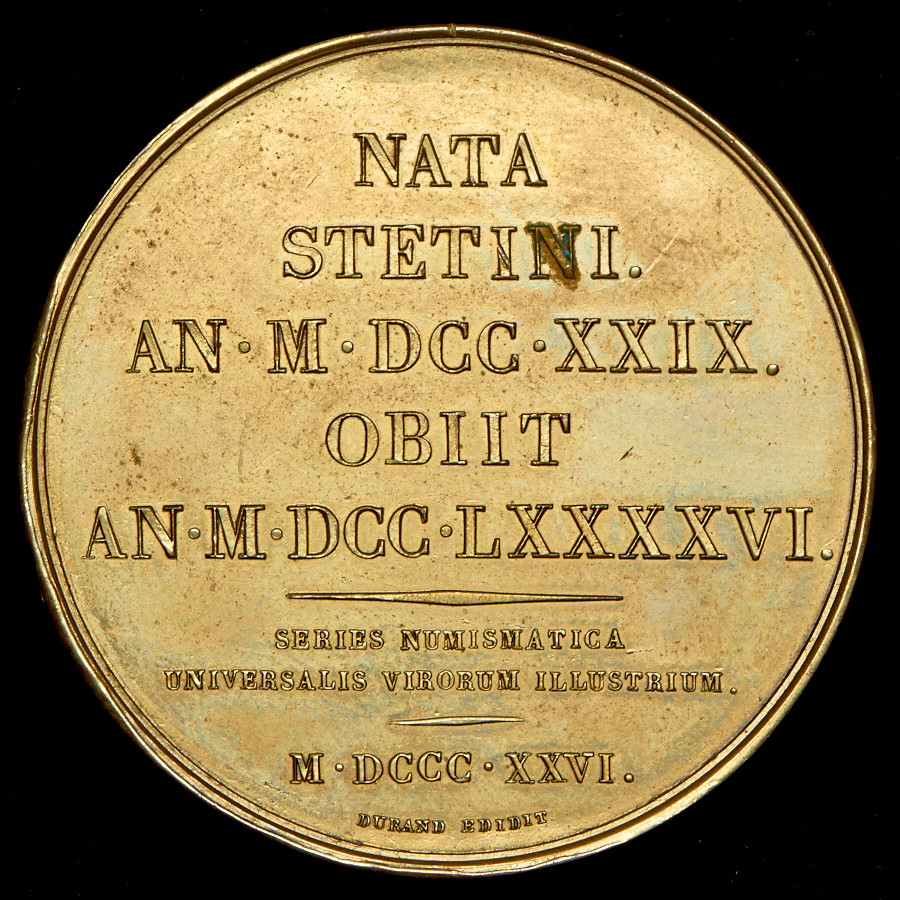 NATA
STETINI.
AN · M · DCC · XXIX.
OBIIT
AN · M · DCC · LXXXXVI.
SERIES NUMISMATICA
UNIVERSALIS VIRORUM ILLUSTRIUM.
M · DCCC · XXVI.
DURAND EDIDIT